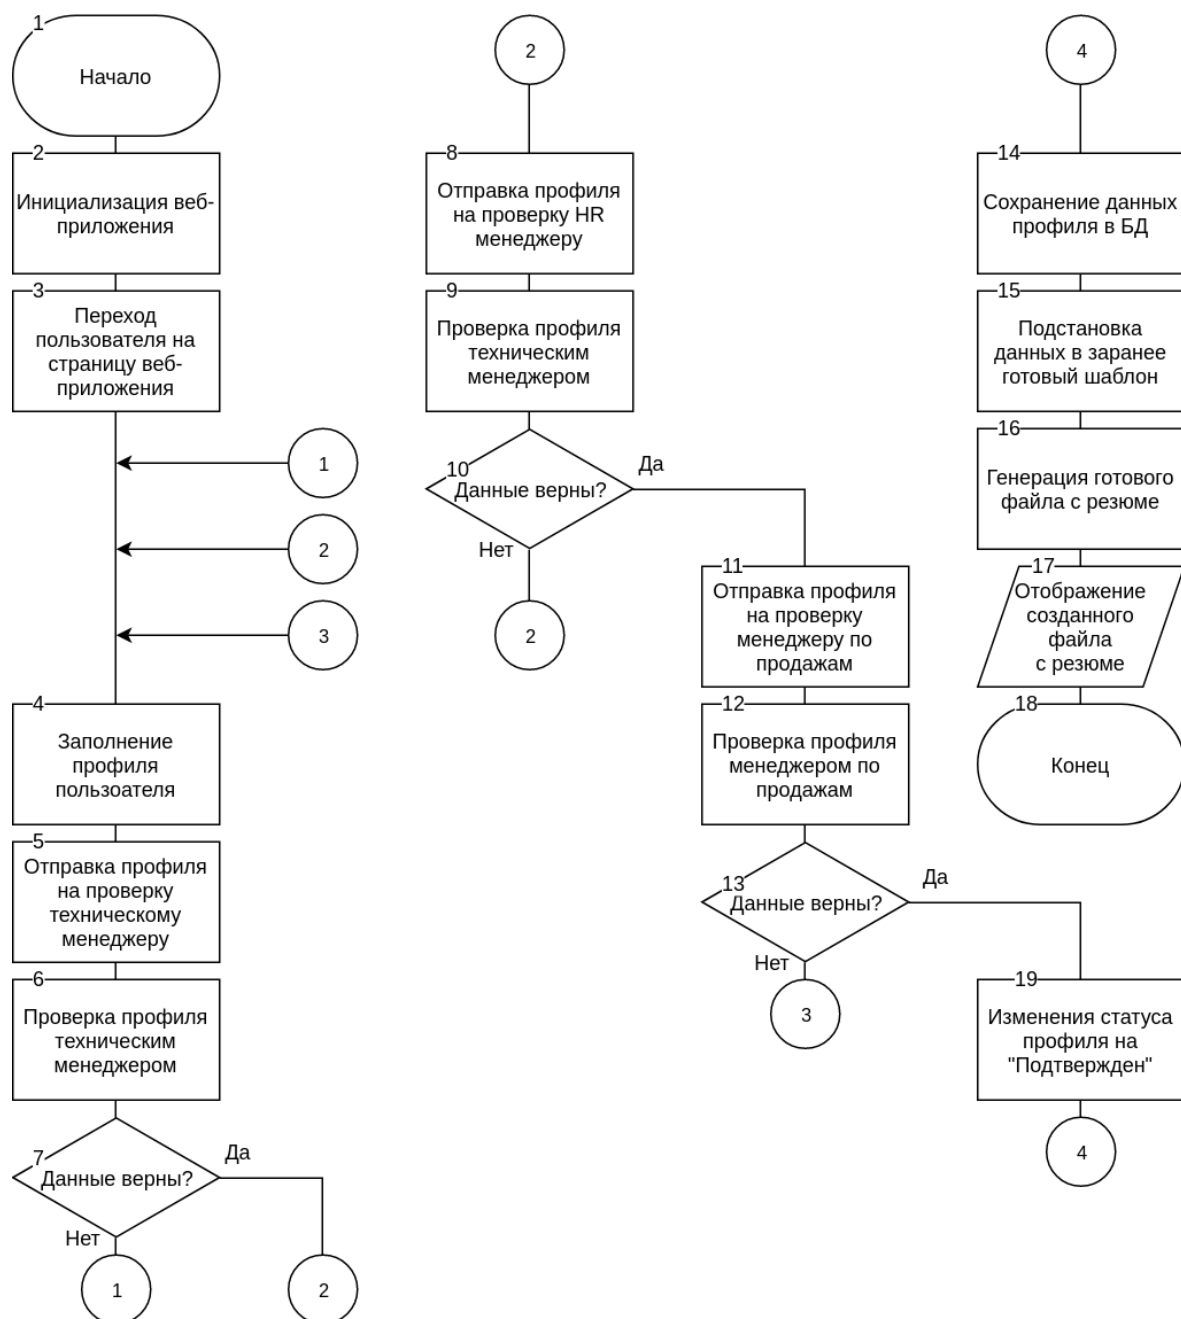 1
Начало
2
Инициализация веб-
приложения
3
Переход
пользователя на
страницу веб-
приложения
1
2
3
4
Заполнение
профиля
пользоателя
5
Отправка профиля
на проверку
техническому
менеджеру
6
Проверка профиля
техническим
менеджером
7
Данные верны?
Да
Нет
1
2
2
8
Отправка профиля
на проверку HR
менеджеру
9
Проверка профиля
техническим
менеджером
10
Данные верны?
Да
Нет
2
11
Отправка профиля
на проверку
менеджеру по
продажам
12
Проверка профиля
менеджером по
продажам
13
Данные верны?
Да
Нет
3
19
Изменения статуса
профиля на
"Подтвержден"
4
4
14
Сохранение данных
профиля в БД
15
Подстановка
данных в заранее
готовый шаблон
16
Генерация готового
файла с резюме
17
Отображение
созданного
файла
с резюме
18
Конец